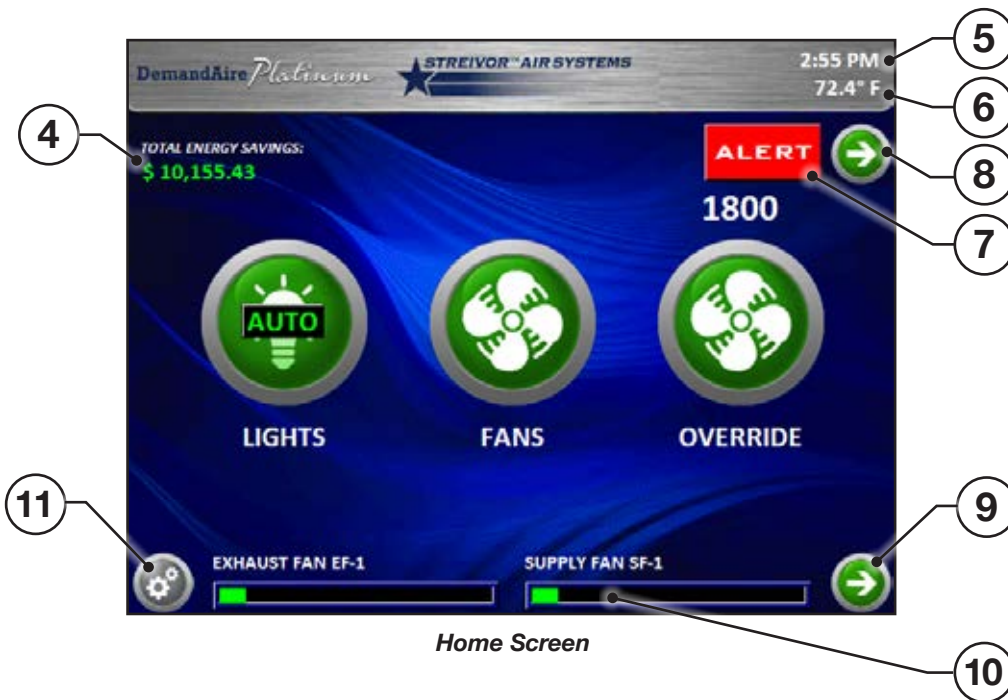 5
DemandAire Platinum
STREIVOR™ AIR SYSTEMS
2:55 PM
72.4° F
6
4
TOTAL ENERGY SAVINGS:
$ 10,155.43
ALERT
8
1800
7
AUTO
LIGHTS
FANS
OVERRIDE
11
9
EXHAUST FAN EF-1
SUPPLY FAN SF-1
Home Screen
10